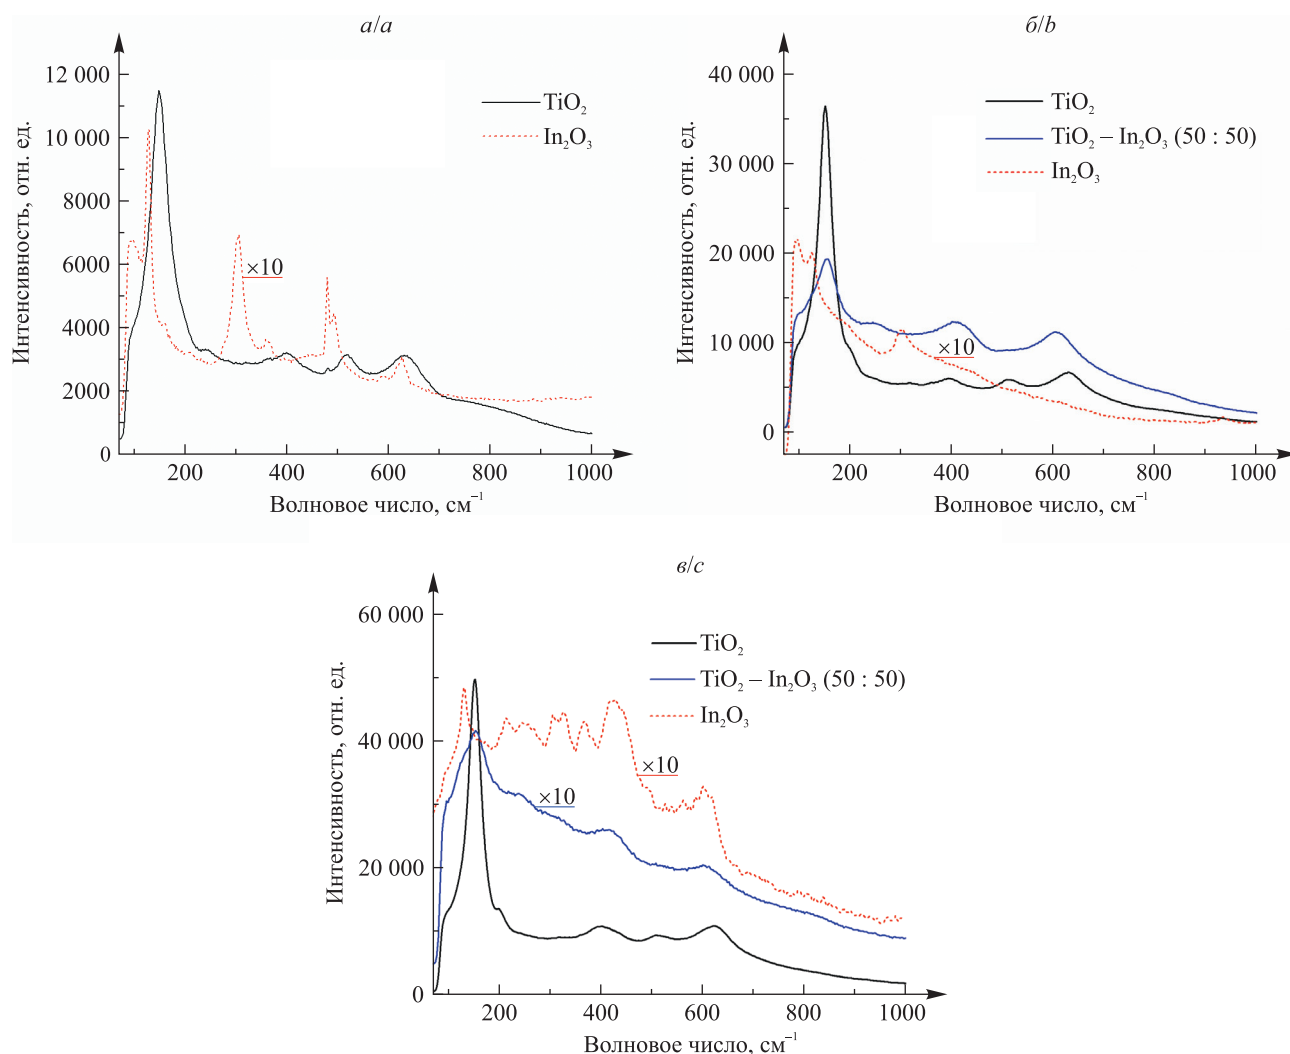 а/a
Интенсивность, отн. ед.
12 000
10 000
8000
6000
4000
2000
0
TiO₂
In₂O₃
×10
200 400 600 800 1000
Волновое число, см⁻¹
б/b
Интенсивность, отн. ед.
40 000
30 000
20 000
10 000
0
TiO₂
TiO₂ – In₂O₃ (50 : 50)
In₂O₃
×10
200 400 600 800 1000
Волновое число, см⁻¹
в/c
Интенсивность, отн. ед.
60 000
40 000
20 000
0
TiO₂
TiO₂ – In₂O₃ (50 : 50)
In₂O₃
×10
×10
200 400 600 800 1000
Волновое число, см⁻¹